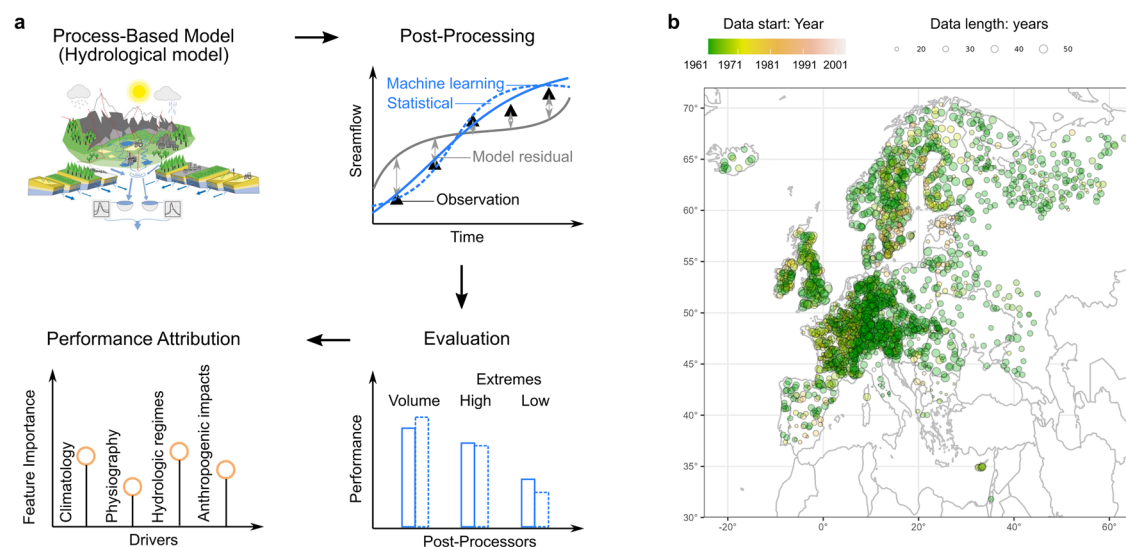 a
Process-Based Model
(Hydrological model)
Post-Processing
Streamflow
Machine learning
Statistical
Model residual
Observation
Time
Performance Attribution
Feature Importance
Climatology
Physiography
Hydrologic regimes
Anthropogenic impacts
Drivers
Evaluation
Performance
Extremes
Volume
High
Low
Post-Processors
b
Data start: Year
1961 1971 1981 1991 2001
Data length: years
20 30 40 50
70°
65°
60°
55°
50°
45°
40°
35°
30°
-20° 0° 20° 40° 60°